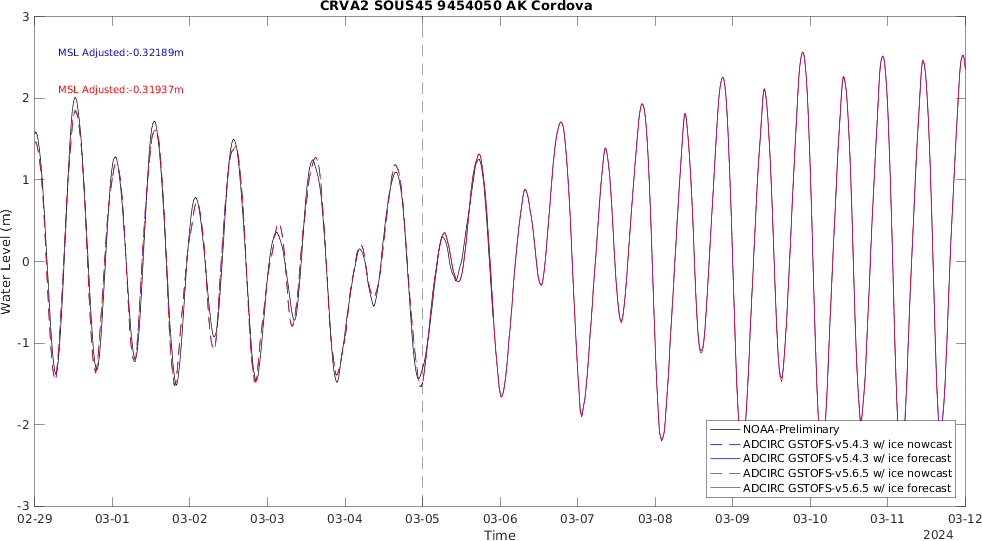 CRVA2 SOUS45 9454050 AK Cordova
MSL Adjusted:-0.32189m
MSL Adjusted:-0.31937m
Water Level (m)
3
2
1
0
-1
-2
-3
NOAA-Preliminary
ADCIRC GSTOFS-v5.4.3 w/ ice nowcast
ADCIRC GSTOFS-v5.4.3 w/ ice forecast
ADCIRC GSTOFS-v5.6.5 w/ ice nowcast
ADCIRC GSTOFS-v5.6.5 w/ ice forecast
02-29 03-01 03-02 03-03 03-04 03-05 03-06 03-07 03-08 03-09 03-10 03-11 03-12
Time
2024